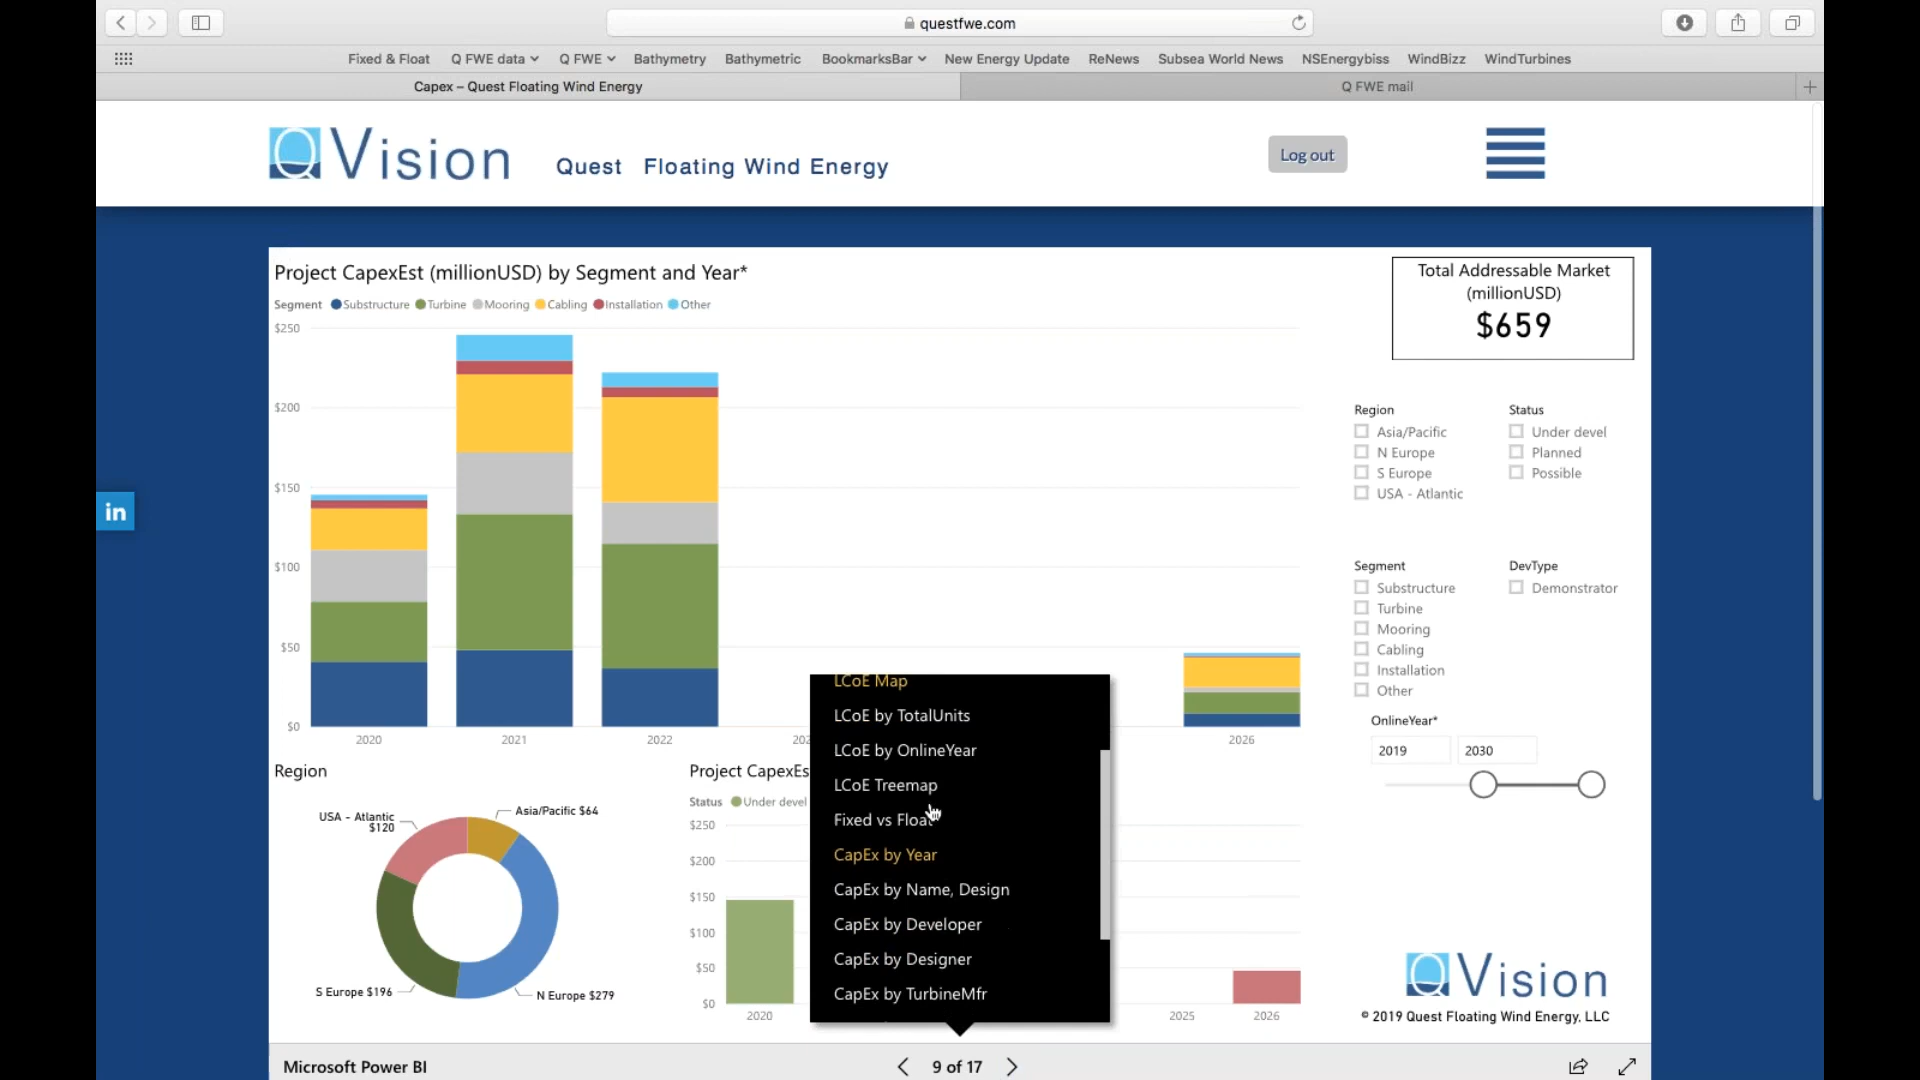 questfwe.com
Fixed & Float Q FWE data Q FWE Bathymetry Bathymetric BookmarksBar New Energy Update ReNews Subsea World News NSEnergybiss WindBizz WindTurbines
Capex – Quest Floating Wind Energy
Q FWE mail
QVision Quest Floating Wind Energy
Log out
in
Project CapexEst (millionUSD) by Segment and Year*
Segment Substructure Turbine Mooring Cabling Installation Other
$250
$200
$150
$100
$50
$0
2020 2021 2022 202 2026
Total Addressable Market
(millionUSD)
$659
Region
Asia/Pacific
N Europe
S Europe
USA - Atlantic
Status
Under devel
Planned
Possible
Segment
Substructure
Turbine
Mooring
Cabling
Installation
Other
DevType
Demonstrator
OnlineYear*
2019 2030
Region
USA - Atlantic
$120
Asia/Pacific $64
S Europe $196
N Europe $279
Project CapexEs
Status Under devel
$250
$200
$150
$100
$50
$0
2020 2025 2026
LCoE Map
LCoE by TotalUnits
LCoE by OnlineYear
LCoE Treemap
Fixed vs Float
CapEx by Year
CapEx by Name, Design
CapEx by Developer
CapEx by Designer
CapEx by TurbineMfr
QVision
© 2019 Quest Floating Wind Energy, LLC
Microsoft Power BI
9 of 17